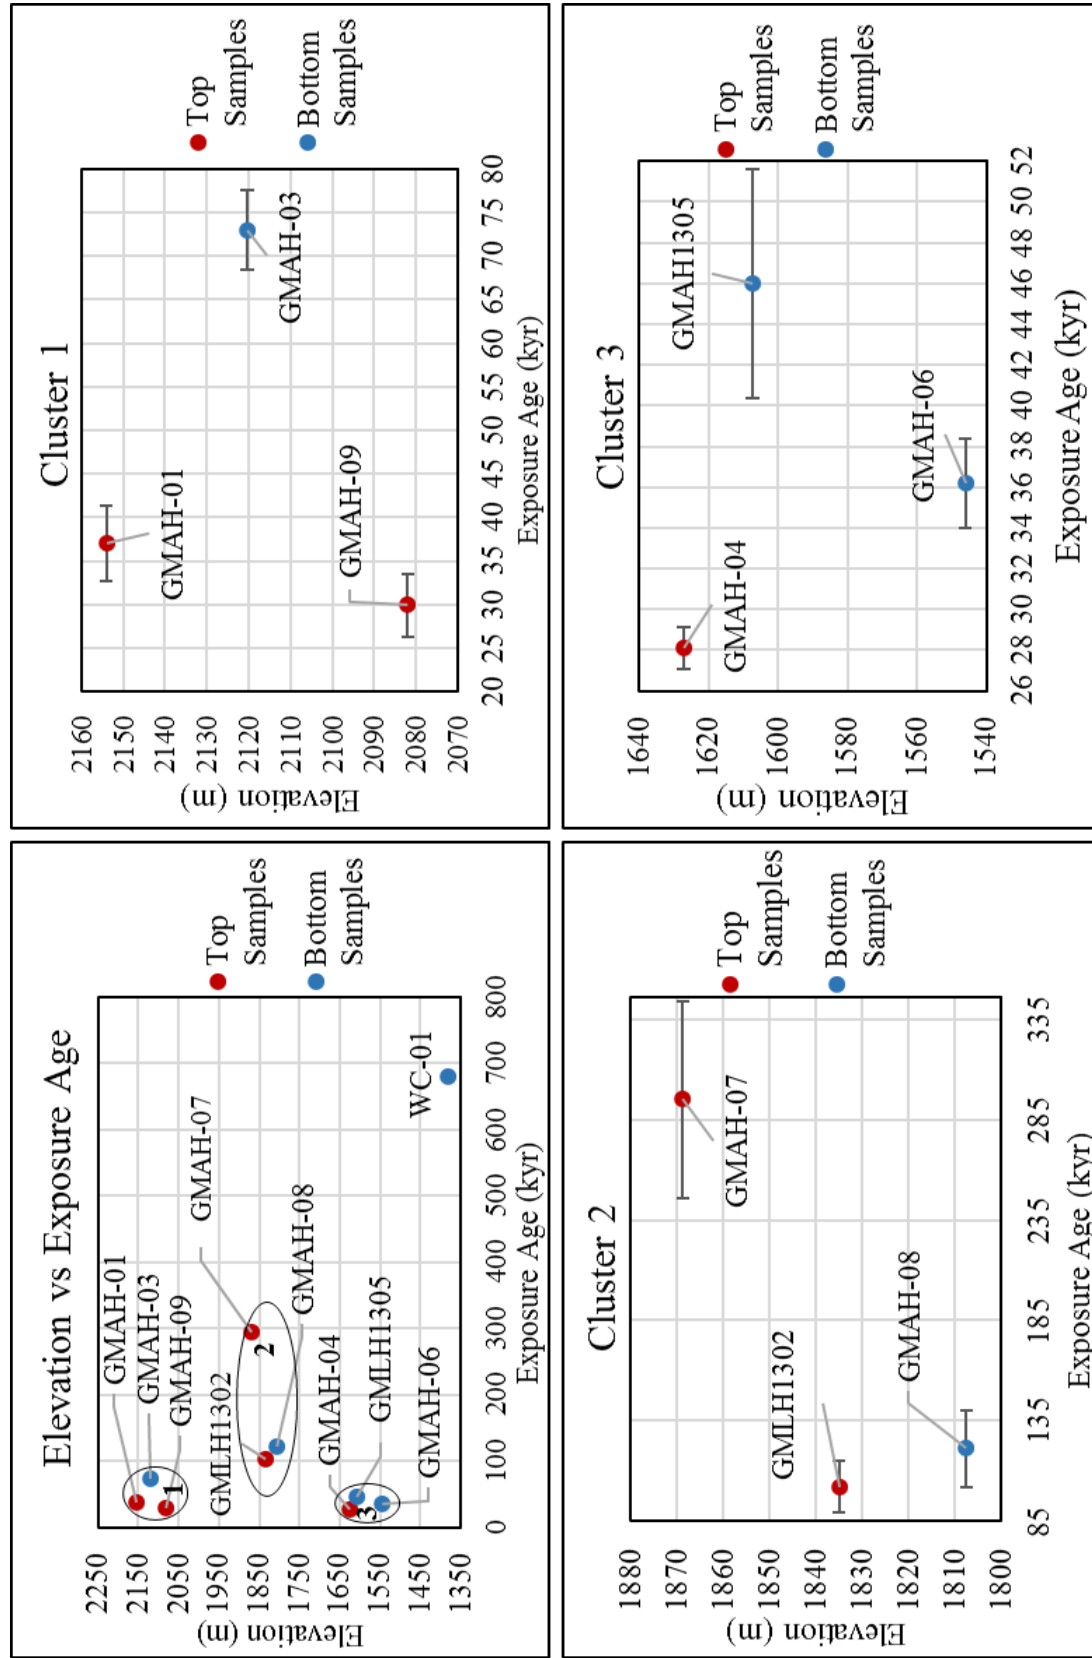 Elevation vs Exposure Age
Elevation (m)
2250
2150
2050
1950
1850
1750
1650
1550
1450
1350
0
100
200
300
400
500
600
700
800
Exposure Age (kyr)
GMAH-01
GMAH-03
GMAH-09
1
GMLH1302
GMAH-07
2
GMAH-08
GMAH-04
GMLH1305
3
GMAH-06
WC-01
Top
Samples
Bottom
Samples
Cluster 1
Elevation (m)
2160
2150
2140
2130
2120
2110
2100
2090
2080
2070
20
25
30
35
40
45
50
55
60
65
70
75
80
Exposure Age (kyr)
GMAH-01
GMAH-09
GMAH-03
Top
Samples
Bottom
Samples
Cluster 2
Elevation (m)
1880
1870
1860
1850
1840
1830
1820
1810
1800
85
135
185
235
285
335
Exposure Age (kyr)
GMLH1302
GMAH-08
GMAH-07
Top
Samples
Bottom
Samples
Cluster 3
Elevation (m)
1640
1620
1600
1580
1560
1540
26
28
30
32
34
36
38
40
42
44
46
48
50
52
Exposure Age (kyr)
GMAH-04
GMAH1305
GMAH-06
Top
Samples
Bottom
Samples